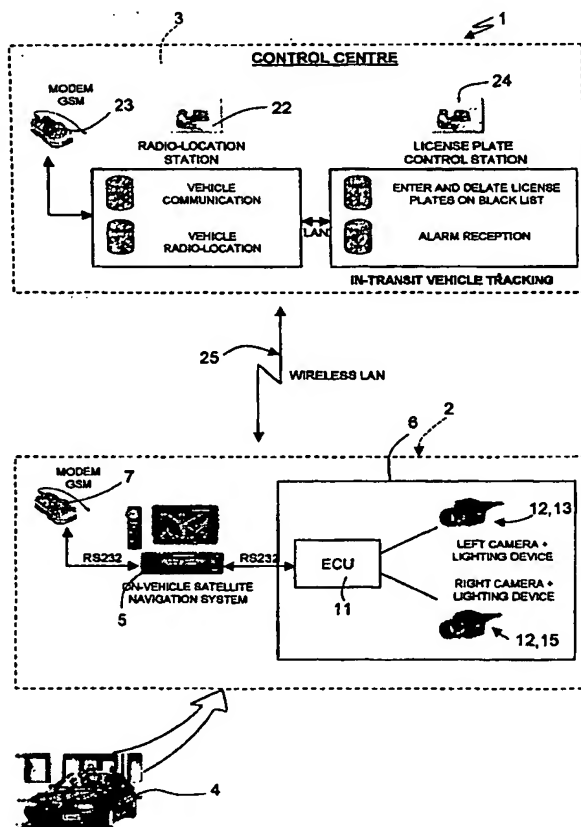 3
1
CONTROL CENTRE
MODEM
GSM
23
22
24
RADIO-LOCATION
STATION
LICENSE PLATE
CONTROL STATION
VEHICLE
COMMUNICATION
VEHICLE
RADIO-LOCATION
LAN
ENTER AND DELATE LICENSE
PLATES ON BLACK LIST
ALARM RECEPTION
IN-TRANSIT VEHICLE TRACKING
25
WIRELESS LAN
6
2
MODEM
GSM
7
RS232
RS232
ON-VEHICLE SATELLITE
NAVIGATION SYSTEM
5
ECU
11
12,13
LEFT CAMERA +
LIGHTING DEVICE
RIGHT CAMERA +
LIGHTING DEVICE
12,15
4